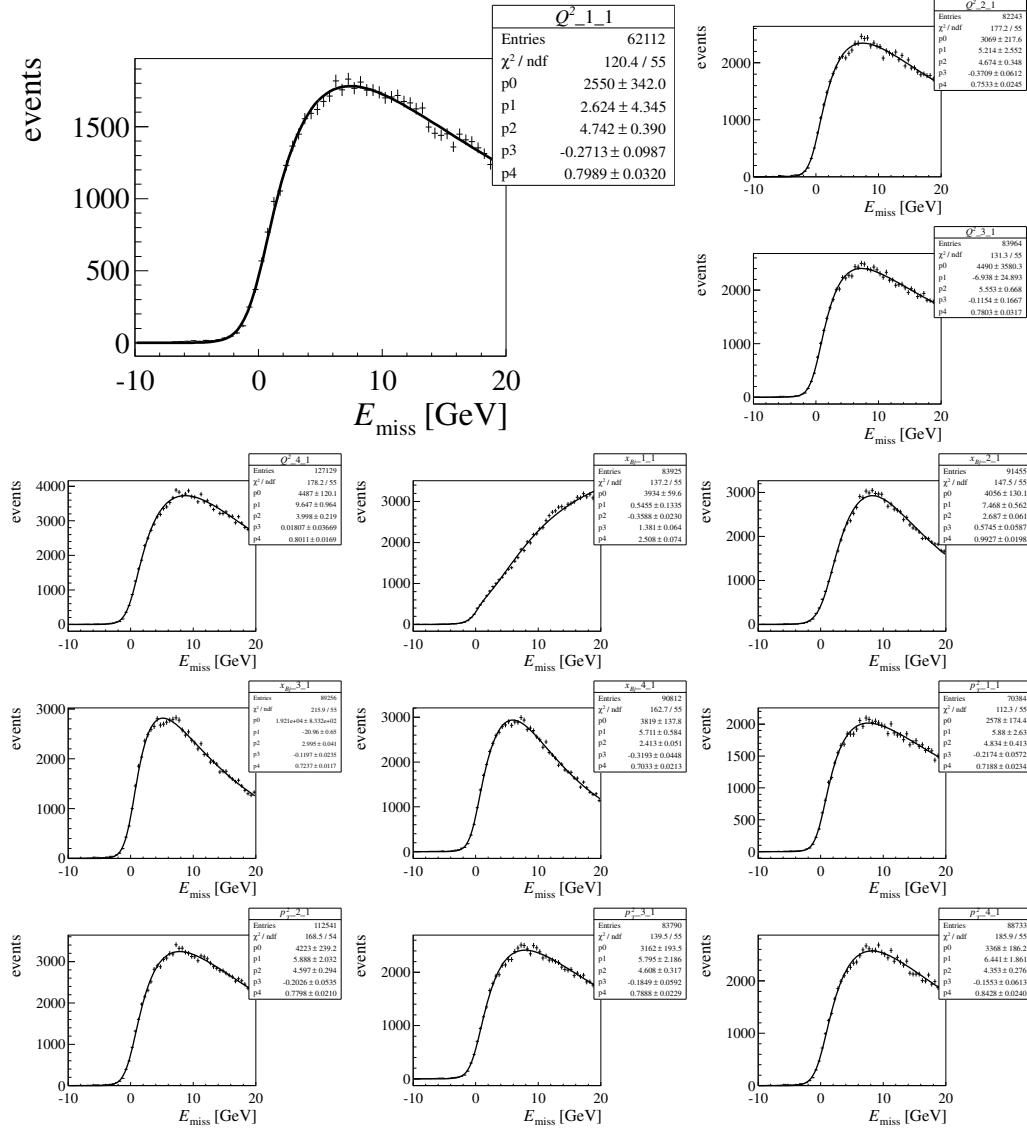 Q²_1_1
Entries 62112
χ² / ndf 120.4 / 55
p0 2550 ± 342.0
p1 2.624 ± 4.345
p2 4.742 ± 0.390
p3 -0.2713 ± 0.0987
p4 0.7989 ± 0.0320
events
1500
1000
500
0
-10 0 10 20
E_miss [GeV]
Q²_2_1
Entries 82243
χ² / ndf 177.2 / 55
p0 3069 ± 217.6
p1 5.214 ± 2.552
p2 4.674 ± 0.348
p3 -0.3709 ± 0.0612
p4 0.7533 ± 0.0245
events
2000
1000
0
-10 0 10 20
E_miss [GeV]
Q²_3_1
Entries 83964
χ² / ndf 131.3 / 55
p0 4490 ± 3580.3
p1 -6.938 ± 24.893
p2 5.553 ± 0.668
p3 -0.1154 ± 0.1667
p4 0.7803 ± 0.0317
events
2000
1000
0
-10 0 10 20
E_miss [GeV]
Q²_4_1
Entries 127129
χ² / ndf 178.2 / 55
p0 4487 ± 120.1
p1 9.647 ± 0.964
p2 3.998 ± 0.219
p3 0.01807 ± 0.03669
p4 0.8011 ± 0.0169
events
4000
3000
2000
1000
0
-10 0 10 20
E_miss [GeV]
x_Bj_1_1
Entries 83925
χ² / ndf 137.2 / 55
p0 3934 ± 59.6
p1 0.5455 ± 0.1335
p2 -0.3588 ± 0.0230
p3 1.381 ± 0.064
p4 2.508 ± 0.074
events
3000
2000
1000
0
-10 0 10 20
E_miss [GeV]
x_Bj_2_1
Entries 91455
χ² / ndf 147.5 / 55
p0 4056 ± 130.1
p1 7.468 ± 0.562
p2 2.687 ± 0.061
p3 0.5745 ± 0.0587
p4 0.9927 ± 0.0198
events
3000
2000
1000
0
-10 0 10 20
E_miss [GeV]
x_Bj_3_1
Entries 89256
χ² / ndf 215.9 / 55
p0 1.921e+04 ± 8.332e+02
p1 -20.96 ± 0.65
p2 2.995 ± 0.041
p3 -0.1197 ± 0.0235
p4 0.7237 ± 0.0117
events
3000
2000
1000
0
-10 0 10 20
E_miss [GeV]
x_Bj_4_1
Entries 90812
χ² / ndf 162.7 / 55
p0 3819 ± 137.8
p1 5.711 ± 0.584
p2 2.413 ± 0.051
p3 -0.3193 ± 0.0448
p4 0.7033 ± 0.0213
events
3000
2000
1000
0
-10 0 10 20
E_miss [GeV]
p_T²_1_1
Entries 70384
χ² / ndf 112.3 / 55
p0 2578 ± 174.4
p1 5.88 ± 2.63
p2 4.834 ± 0.413
p3 -0.2174 ± 0.0572
p4 0.7188 ± 0.0234
events
2000
1500
1000
500
0
-10 0 10 20
E_miss [GeV]
p_T²_2_1
Entries 112541
χ² / ndf 168.5 / 54
p0 4223 ± 239.2
p1 5.888 ± 2.032
p2 4.597 ± 0.294
p3 -0.2026 ± 0.0535
p4 0.7798 ± 0.0210
events
3000
2000
1000
0
-10 0 10 20
E_miss [GeV]
p_T²_3_1
Entries 83790
χ² / ndf 139.5 / 55
p0 3162 ± 193.5
p1 5.795 ± 2.186
p2 4.608 ± 0.317
p3 -0.1849 ± 0.0592
p4 0.7888 ± 0.0229
events
2000
1000
0
-10 0 10 20
E_miss [GeV]
p_T²_4_1
Entries 88733
χ² / ndf 185.9 / 55
p0 3368 ± 186.2
p1 6.441 ± 1.861
p2 4.353 ± 0.276
p3 -0.1553 ± 0.0613
p4 0.8428 ± 0.0240
events
2000
1000
0
-10 0 10 20
E_miss [GeV]